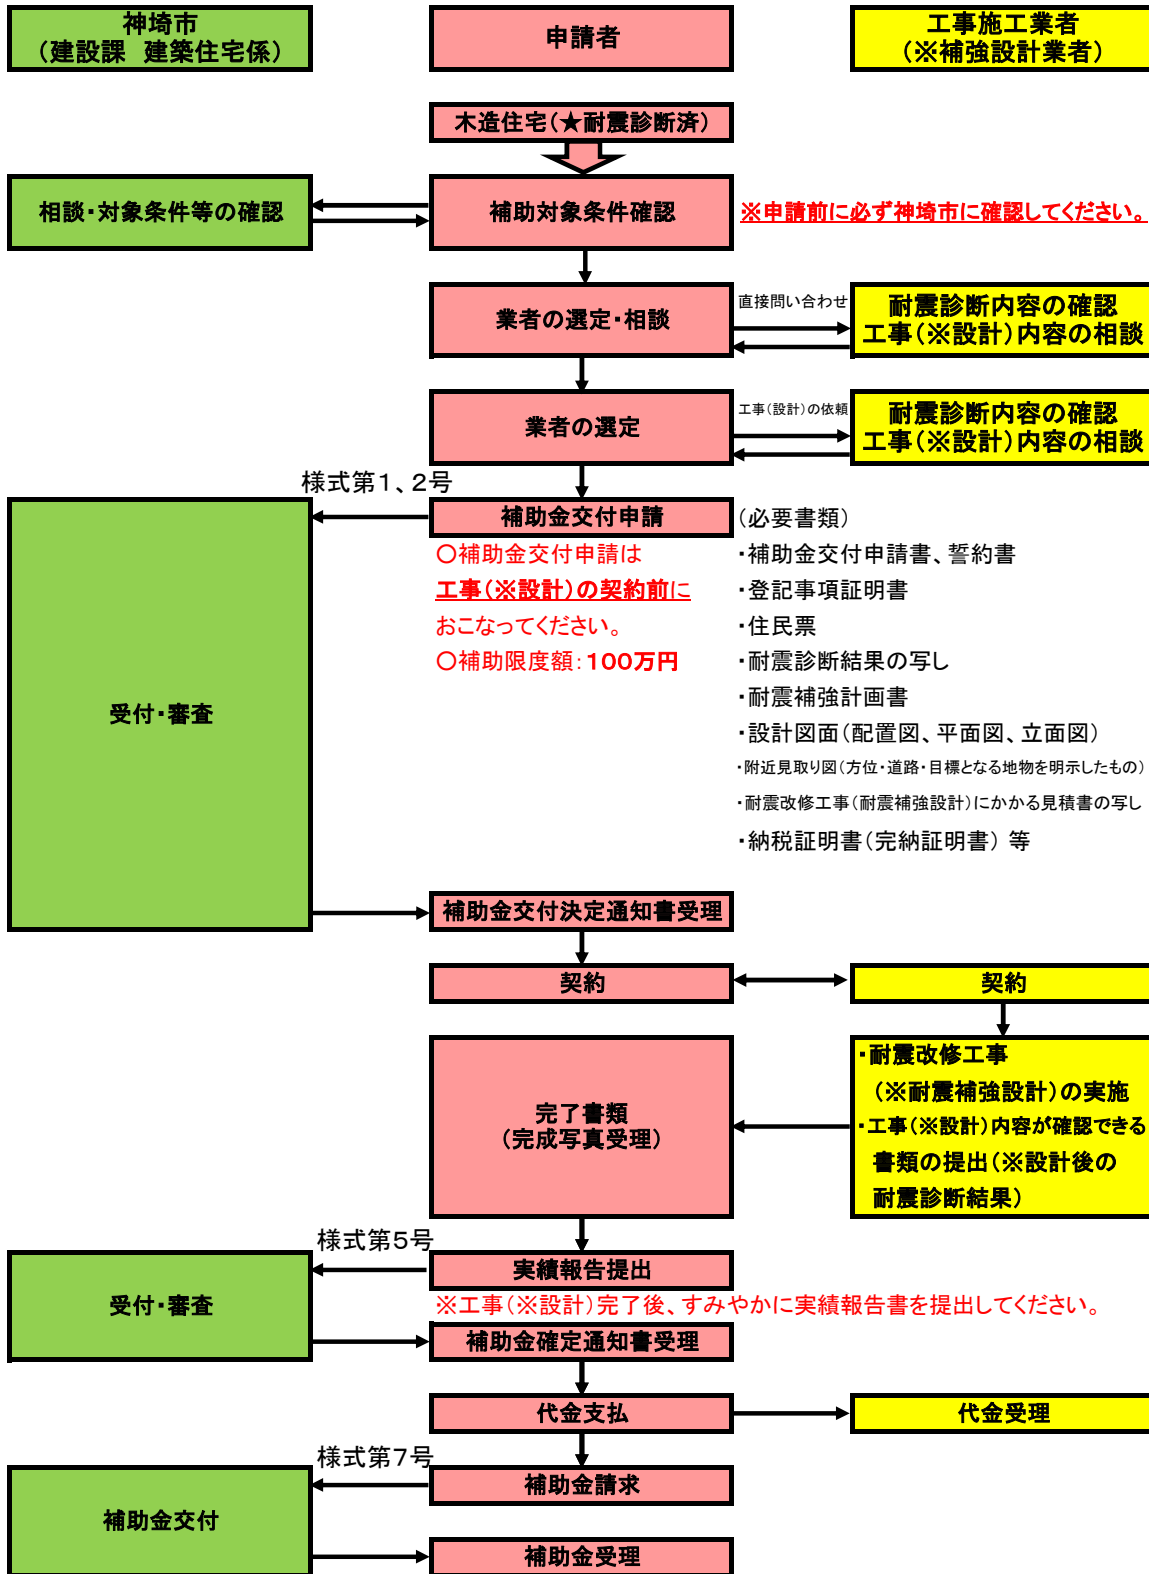 神埼市
（建設課　建築住宅係）
申請者
工事施工業者
（※補強設計業者）
木造住宅（★耐震診断済）
相談・対象条件等の確認
補助対象条件確認
※申請前に必ず神埼市に確認してください。
業者の選定・相談
直接問い合わせ
耐震診断内容の確認
工事（※設計）内容の相談
業者の選定
工事（設計）の依頼
耐震診断内容の確認
工事（※設計）内容の相談
様式第１、２号
受付・審査
補助金交付申請
〇補助金交付申請は
工事（※設計）の契約前に
おこなってください。
〇補助限度額：１００万円
（必要書類）
・補助金交付申請書、誓約書
・登記事項証明書
・住民票
・耐震診断結果の写し
・耐震補強計画書
・設計図面（配置図、平面図、立面図）
・附近見取り図（方位・道路・目標となる地物を明示したもの）
・耐震改修工事（耐震補強設計）にかかる見積書の写し
・納税証明書（完納証明書） 等
補助金交付決定通知書受理
契約
契約
完了書類
（完成写真受理）
・耐震改修工事
（※耐震補強設計）の実施
・工事（※設計）内容が確認できる
書類の提出（※設計後の
耐震診断結果）
様式第５号
受付・審査
実績報告提出
※工事（※設計）完了後、すみやかに実績報告書を提出してください。
補助金確定通知書受理
代金支払
代金受理
様式第７号
補助金交付
補助金請求
補助金受理